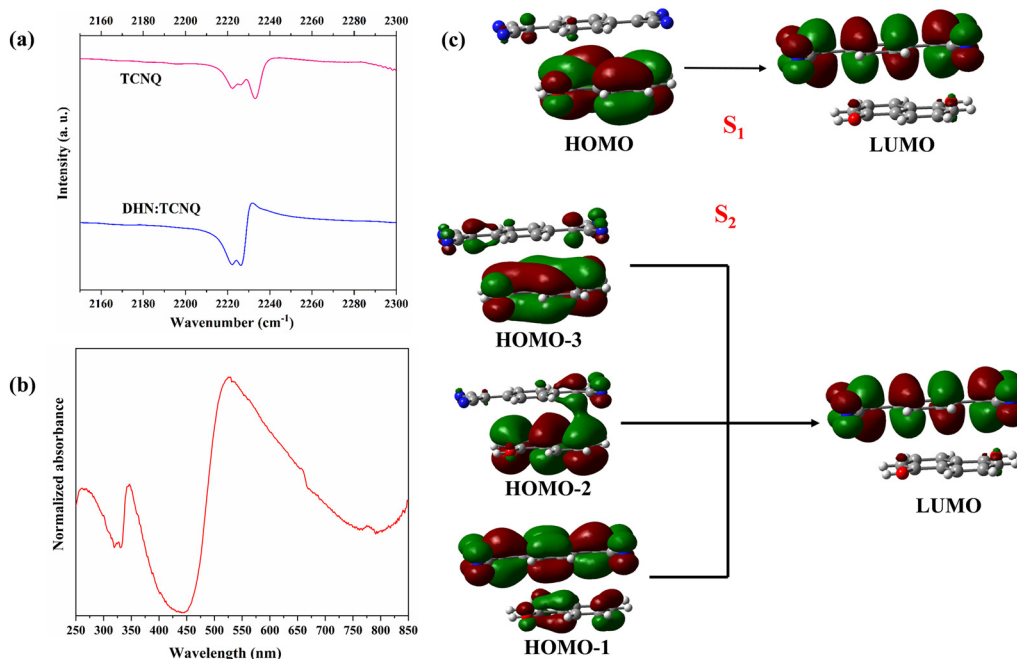 (a)
TCNQ
DHN:TCNQ
Intensity (a. u.)
2160 2180 2200 2220 2240 2260 2280 2300
2160 2180 2200 2220 2240 2260 2280 2300
Wavenumber (cm⁻¹)
(b)
Normalized absorbance
250 300 350 400 450 500 550 600 650 700 750 800 850
Wavelength (nm)
(c)
HOMO
S₁
LUMO
S₂
HOMO-3
HOMO-2
HOMO-1
LUMO